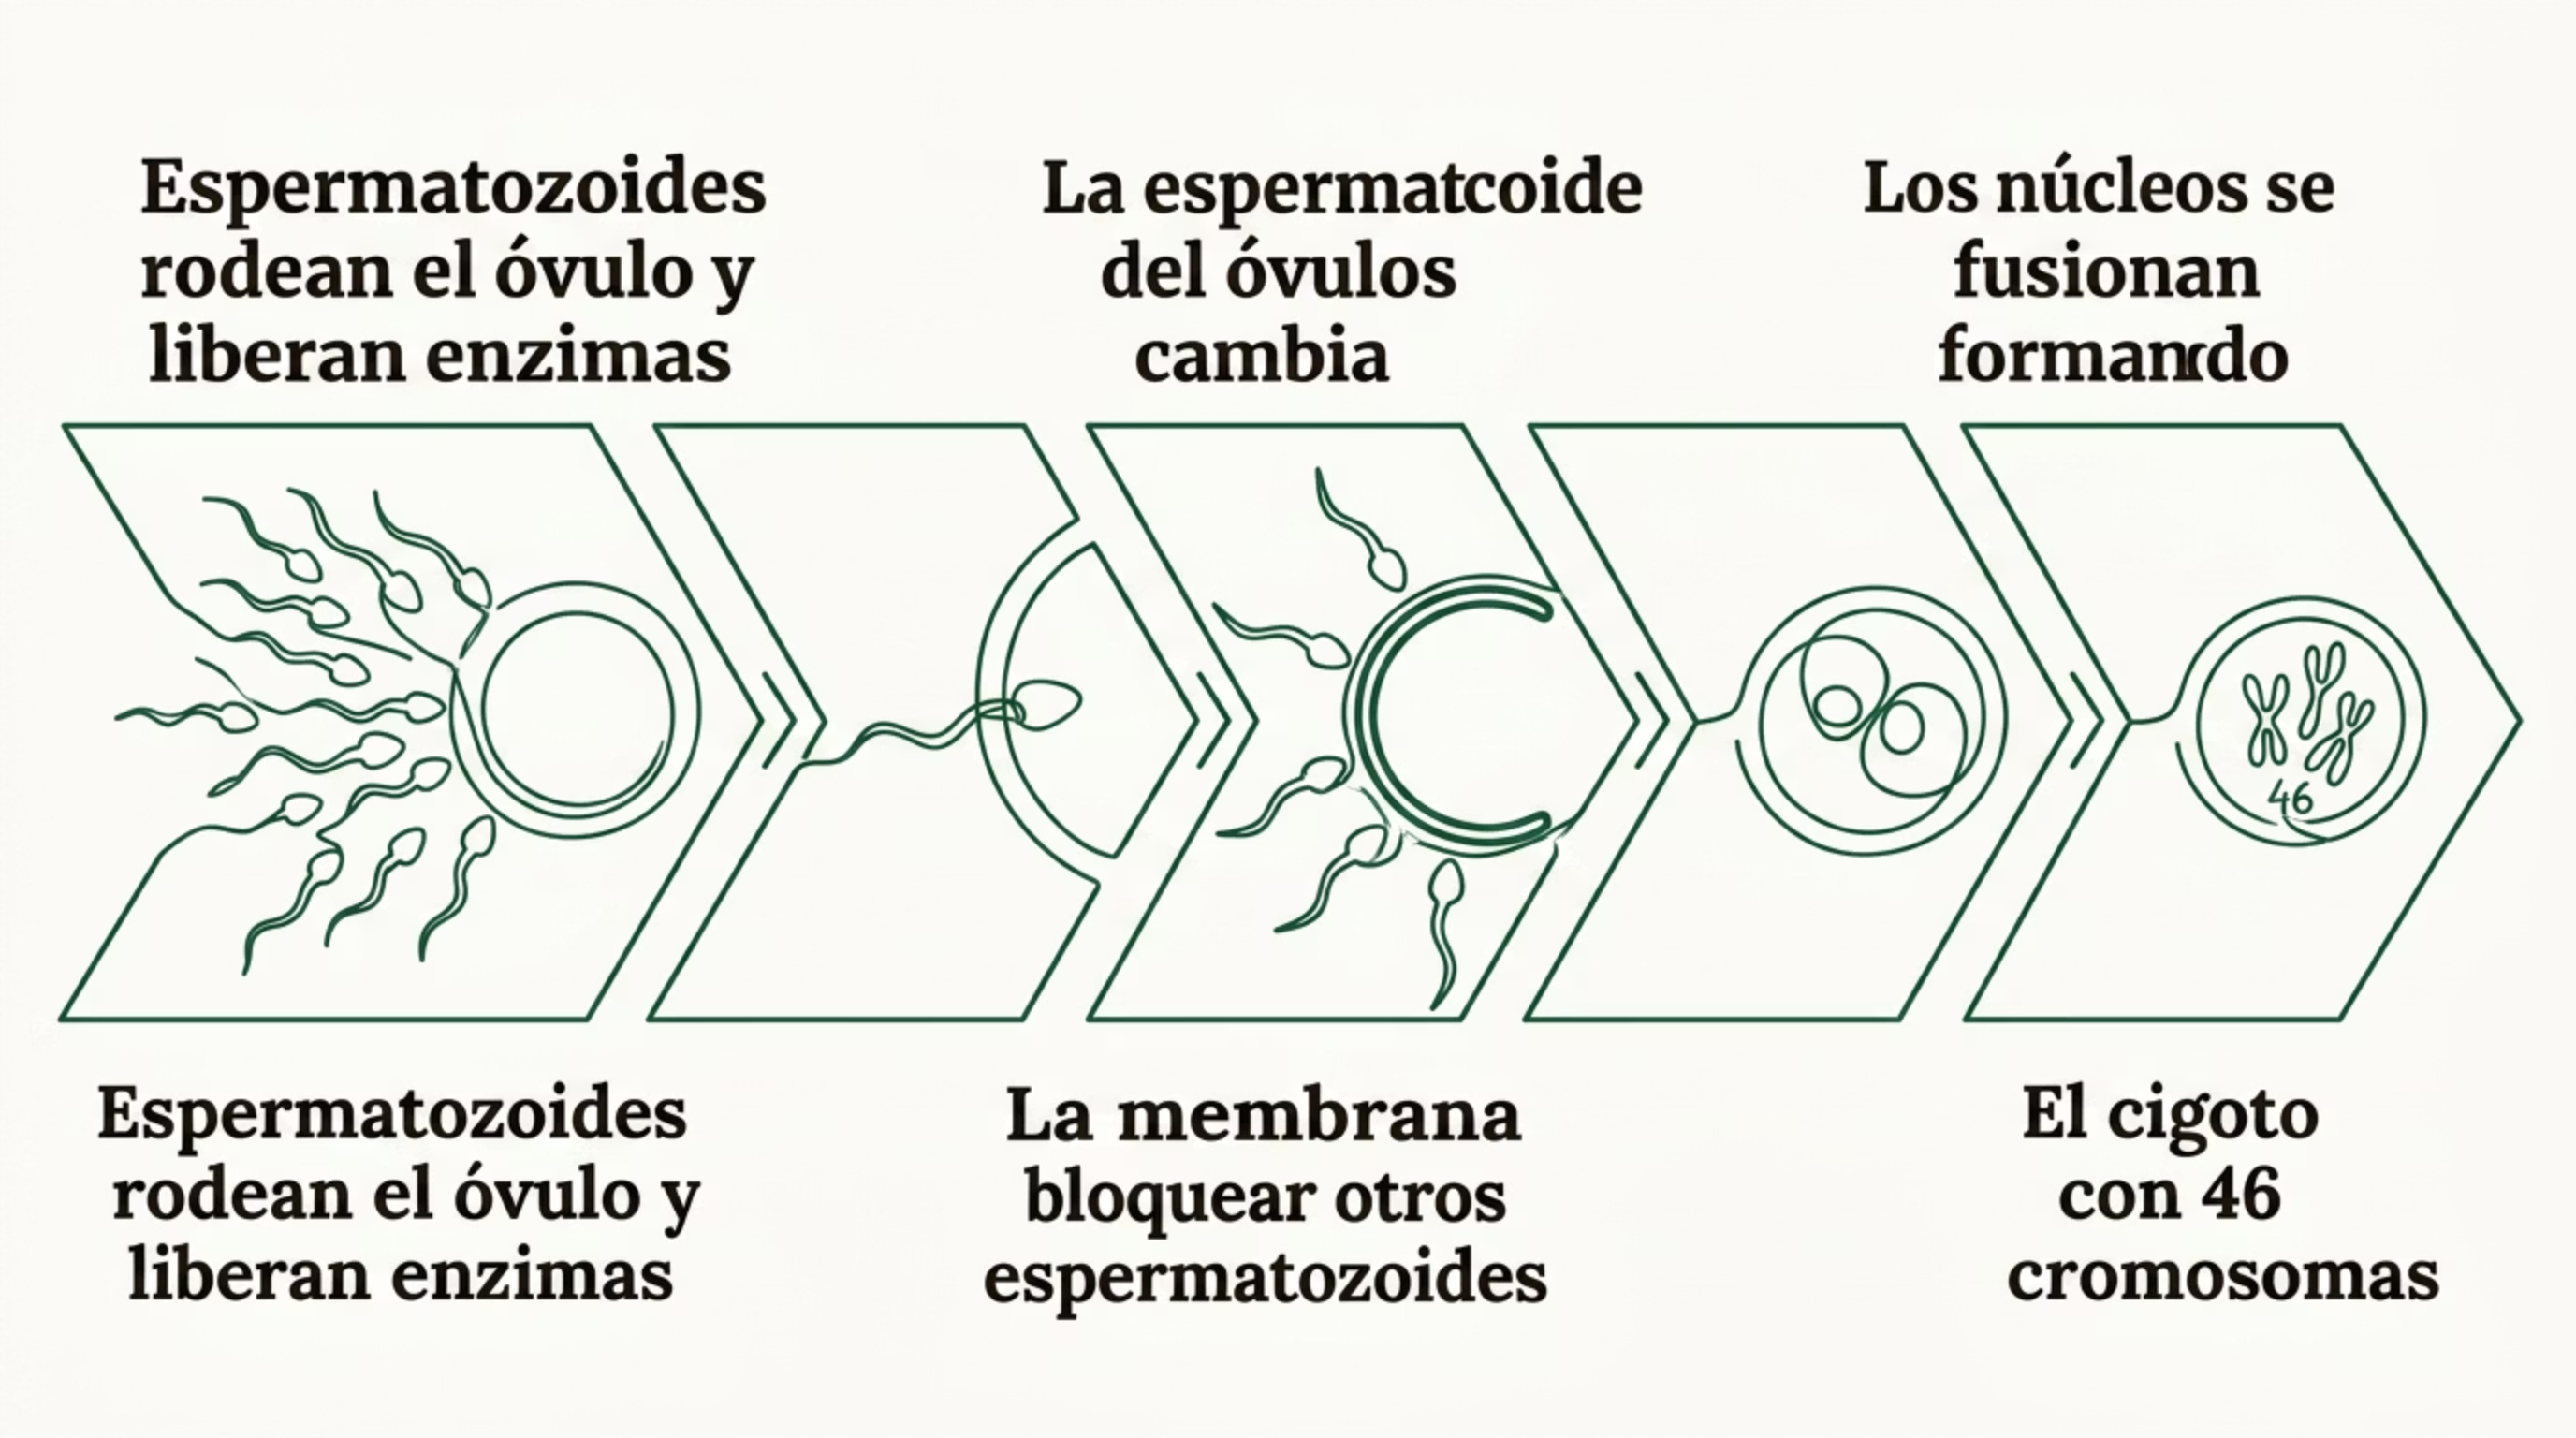 Espermatozoides
rodean el óvulo y
liberan enzimas
La espermatcoide
del óvulos
cambia
Los núcleos se
fusionan
formando
46
Espermatozoides
rodean el óvulo y
liberan enzimas
La membrana
bloquear otros
espermatozoides
El cigoto
con 46
cromosomas